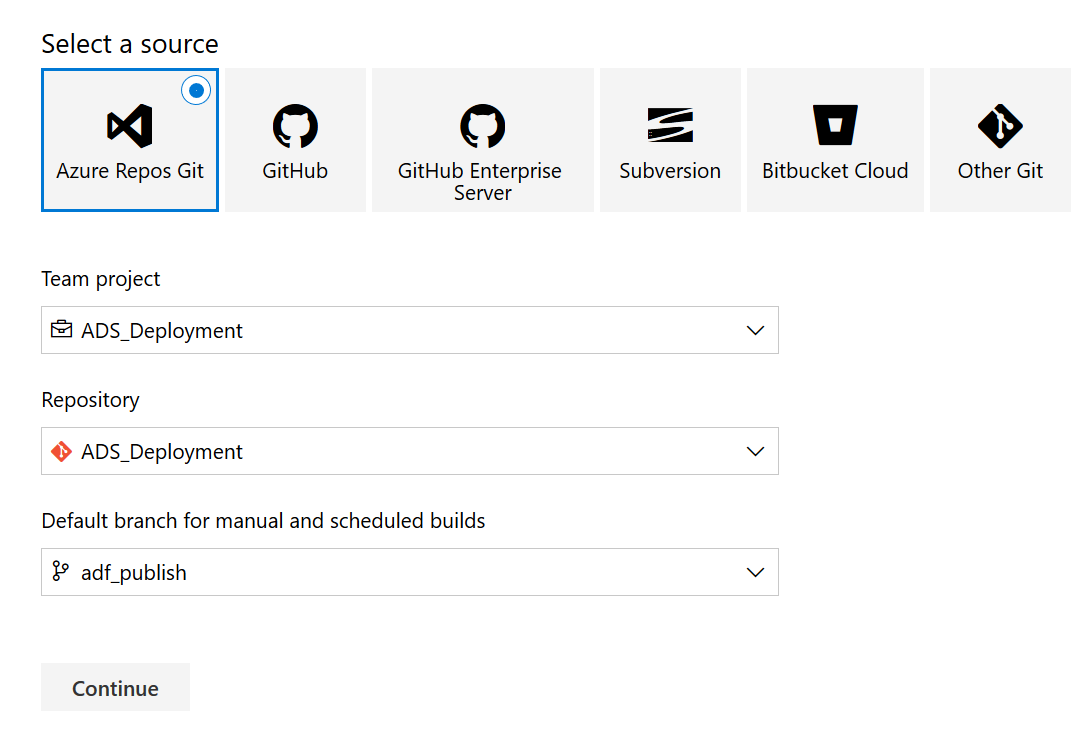 Select a source
Azure Repos Git
GitHub
GitHub Enterprise
Server
Subversion
Bitbucket Cloud
Other Git
Team project
ADS_Deployment
Repository
ADS_Deployment
Default branch for manual and scheduled builds
adf_publish
Continue